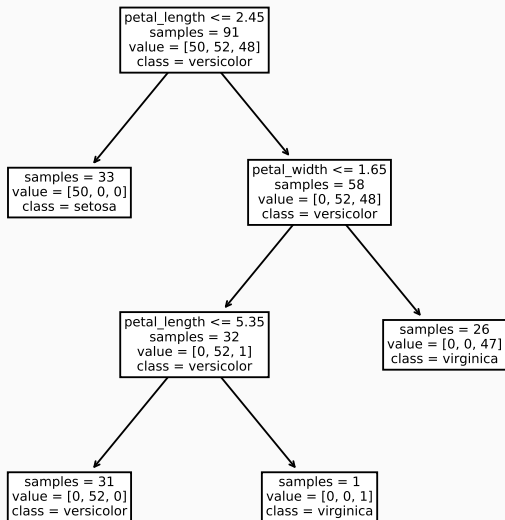 petal_length <= 2.45
samples = 91
value = [50, 52, 48]
class = versicolor
samples = 33
value = [50, 0, 0]
class = setosa
petal_width <= 1.65
samples = 58
value = [0, 52, 48]
class = versicolor
petal_length <= 5.35
samples = 32
value = [0, 52, 1]
class = versicolor
samples = 26
value = [0, 0, 47]
class = virginica
samples = 31
value = [0, 52, 0]
class = versicolor
samples = 1
value = [0, 0, 1]
class = virginica